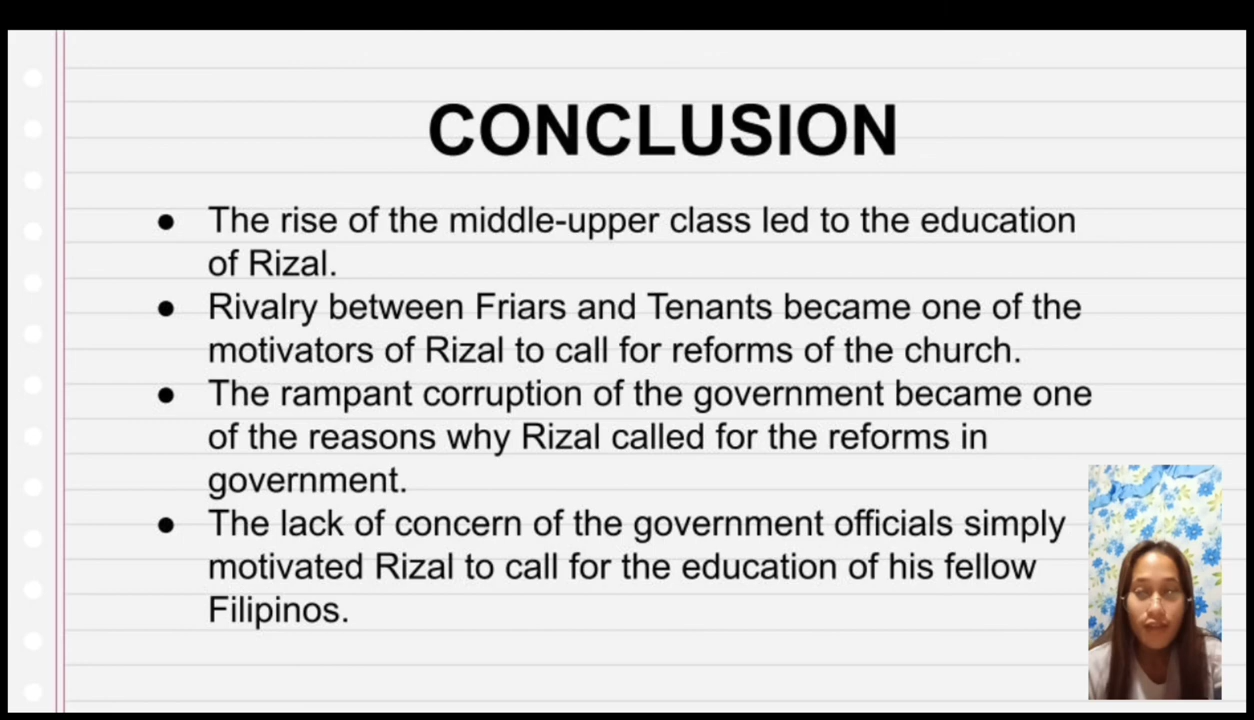 CONCLUSION
● The rise of the middle-upper class led to the education
of Rizal.
● Rivalry between Friars and Tenants became one of the
motivators of Rizal to call for reforms of the church.
● The rampant corruption of the government became one
of the reasons why Rizal called for the reforms in
government.
● The lack of concern of the government officials simply
motivated Rizal to call for the education of his fellow
Filipinos.